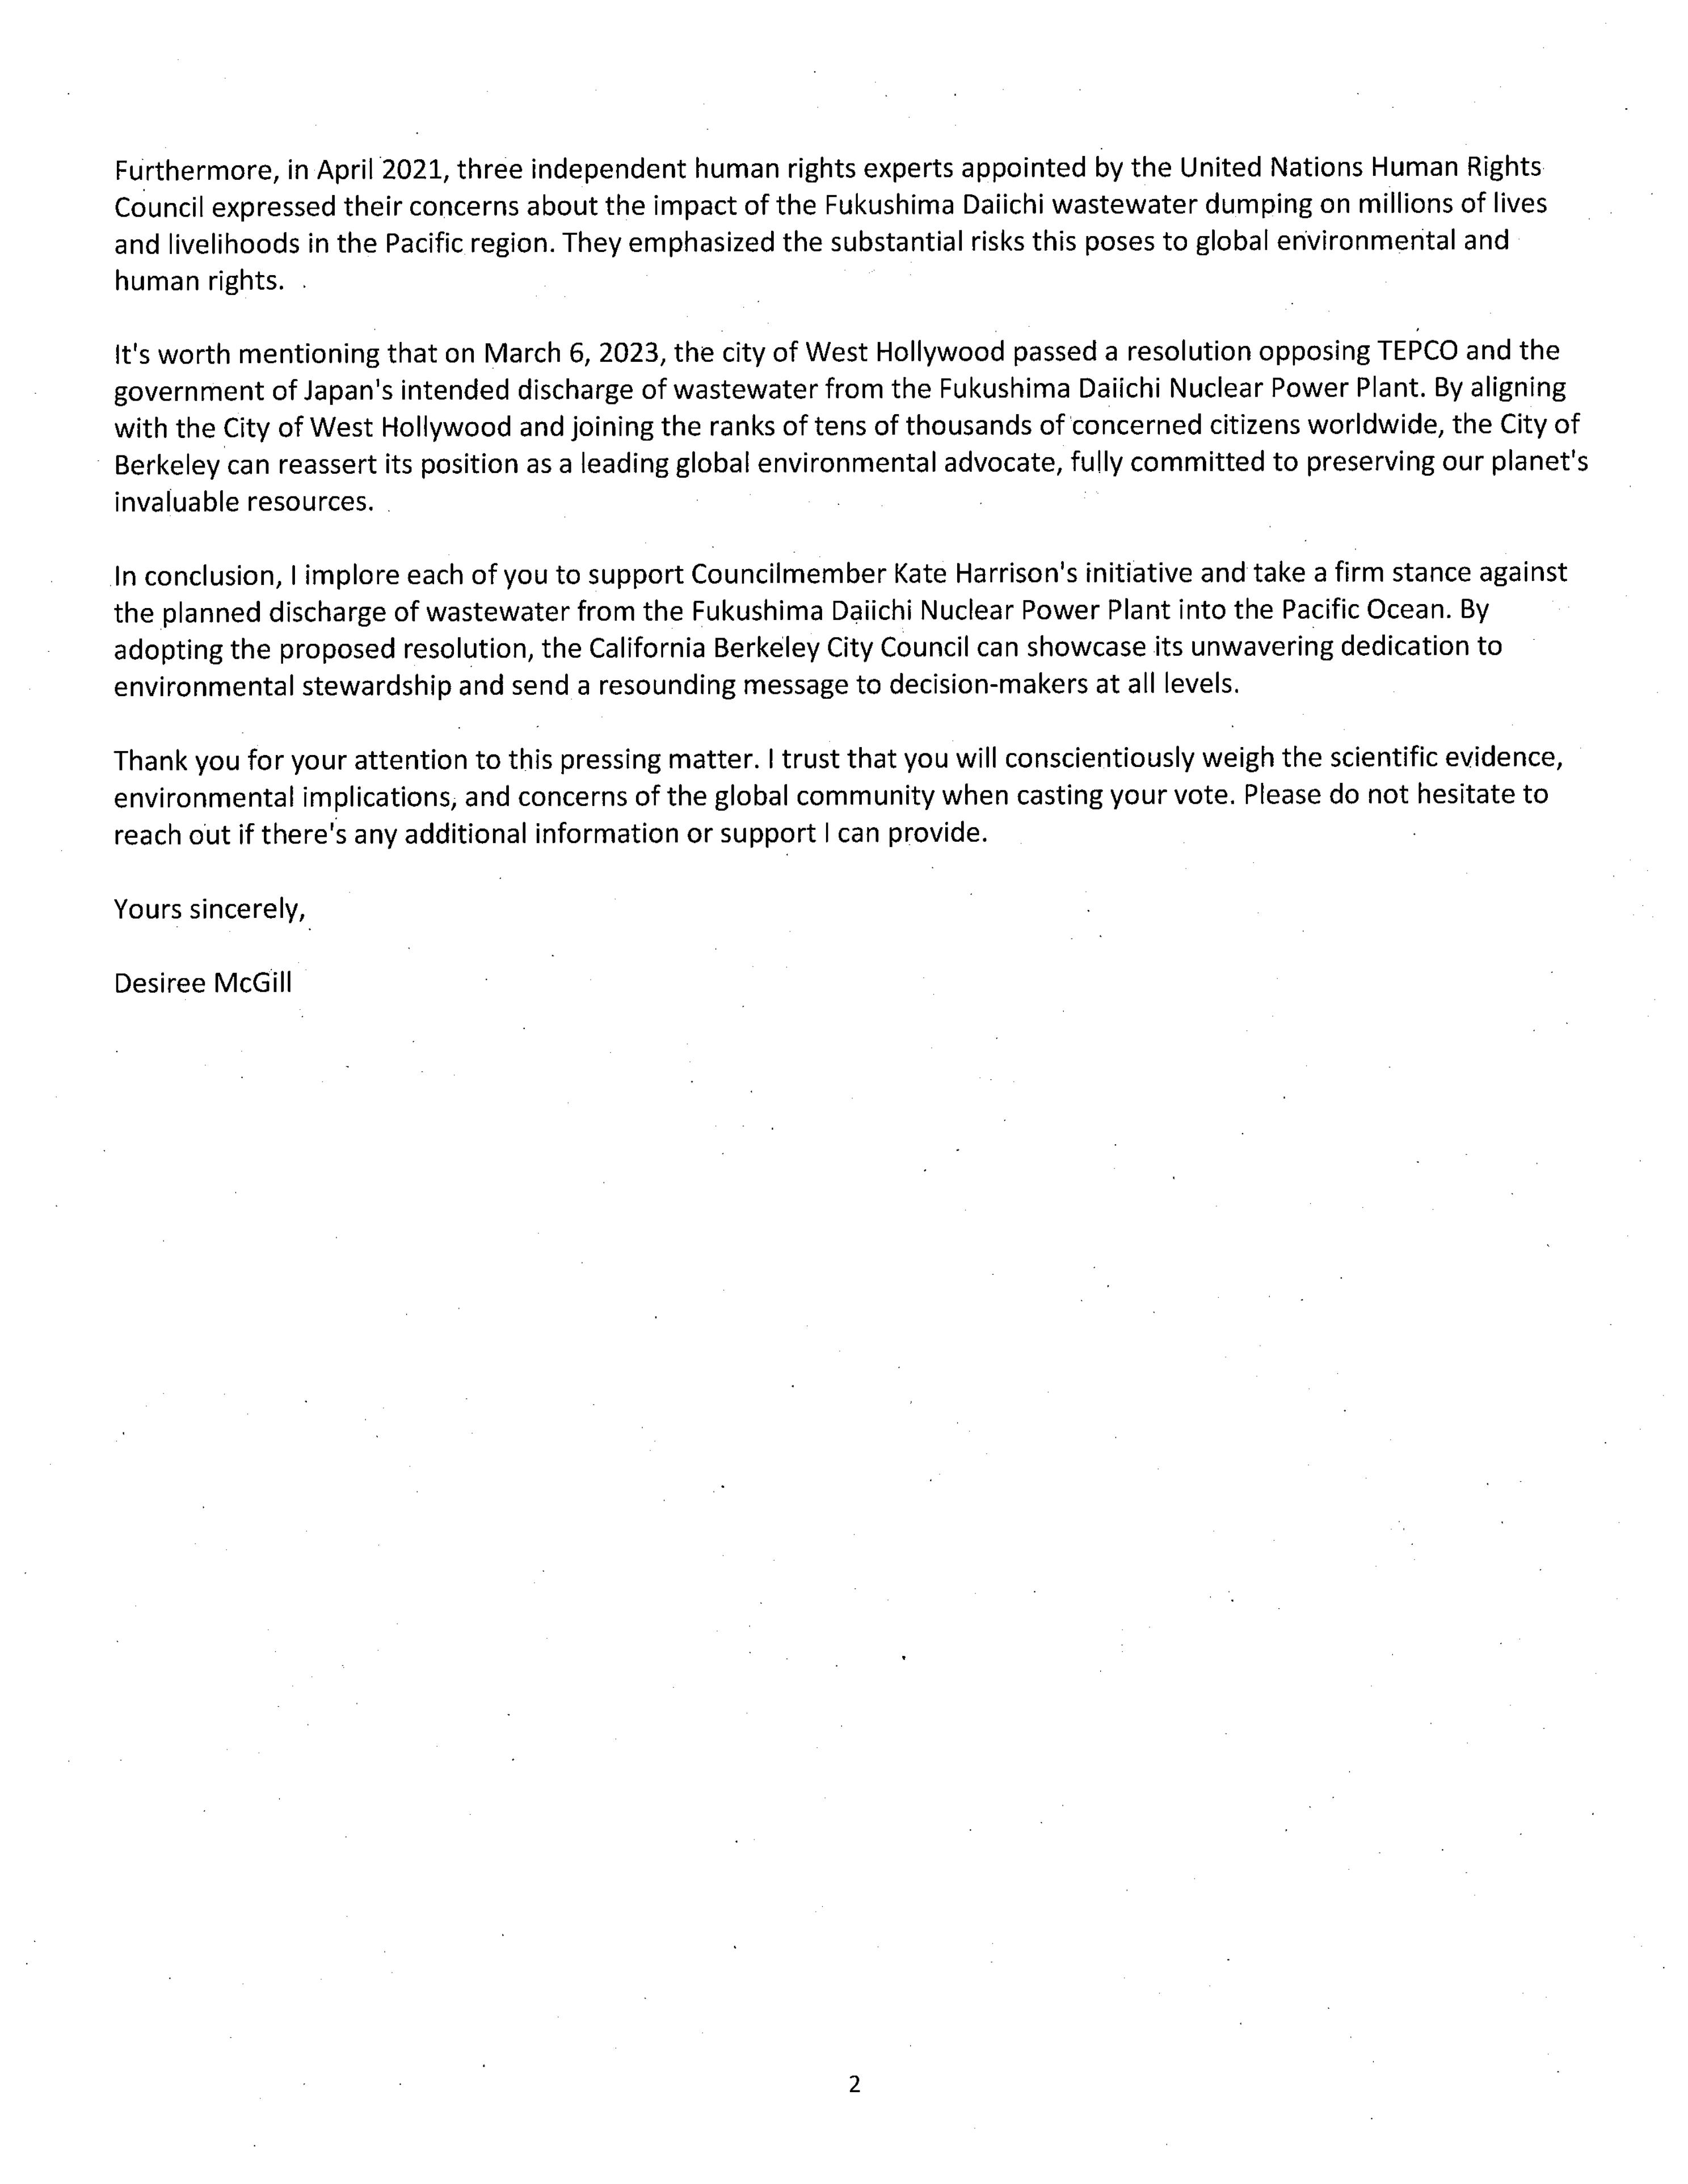 Furthermore, in April 2021, three independent human rights experts appointed by the United Nations Human Rights
Council expressed their concerns about the impact of the Fukushima Daiichi wastewater dumping on millions of lives
and livelihoods in the Pacific region. They emphasized the substantial risks this poses to global environmental and
human rights.
It's worth mentioning that on March 6, 2023, the city of West Hollywood passed a resolution opposing TEPCO and the
government of Japan's intended discharge of wastewater from the Fukushima Daiichi Nuclear Power Plant. By aligning
with the City of West Hollywood and joining the ranks of tens of thousands of concerned citizens worldwide, the City of
Berkeley can reassert its position as a leading global environmental advocate, fully committed to preserving our planet's
invaluable resources.
In conclusion, I implore each of you to support Councilmember Kate Harrison's initiative and take a firm stance against
the planned discharge of wastewater from the Fukushima Daiichi Nuclear Power Plant into the Pacific Ocean. By
adopting the proposed resolution, the California Berkeley City Council can showcase its unwavering dedication to
environmental stewardship and send a resounding message to decision-makers at all levels.
Thank you for your attention to this pressing matter. I trust that you will conscientiously weigh the scientific evidence,
environmental implications, and concerns of the global community when casting your vote. Please do not hesitate to
reach out if there's any additional information or support I can provide.
Yours sincerely,
Desiree McGill
2